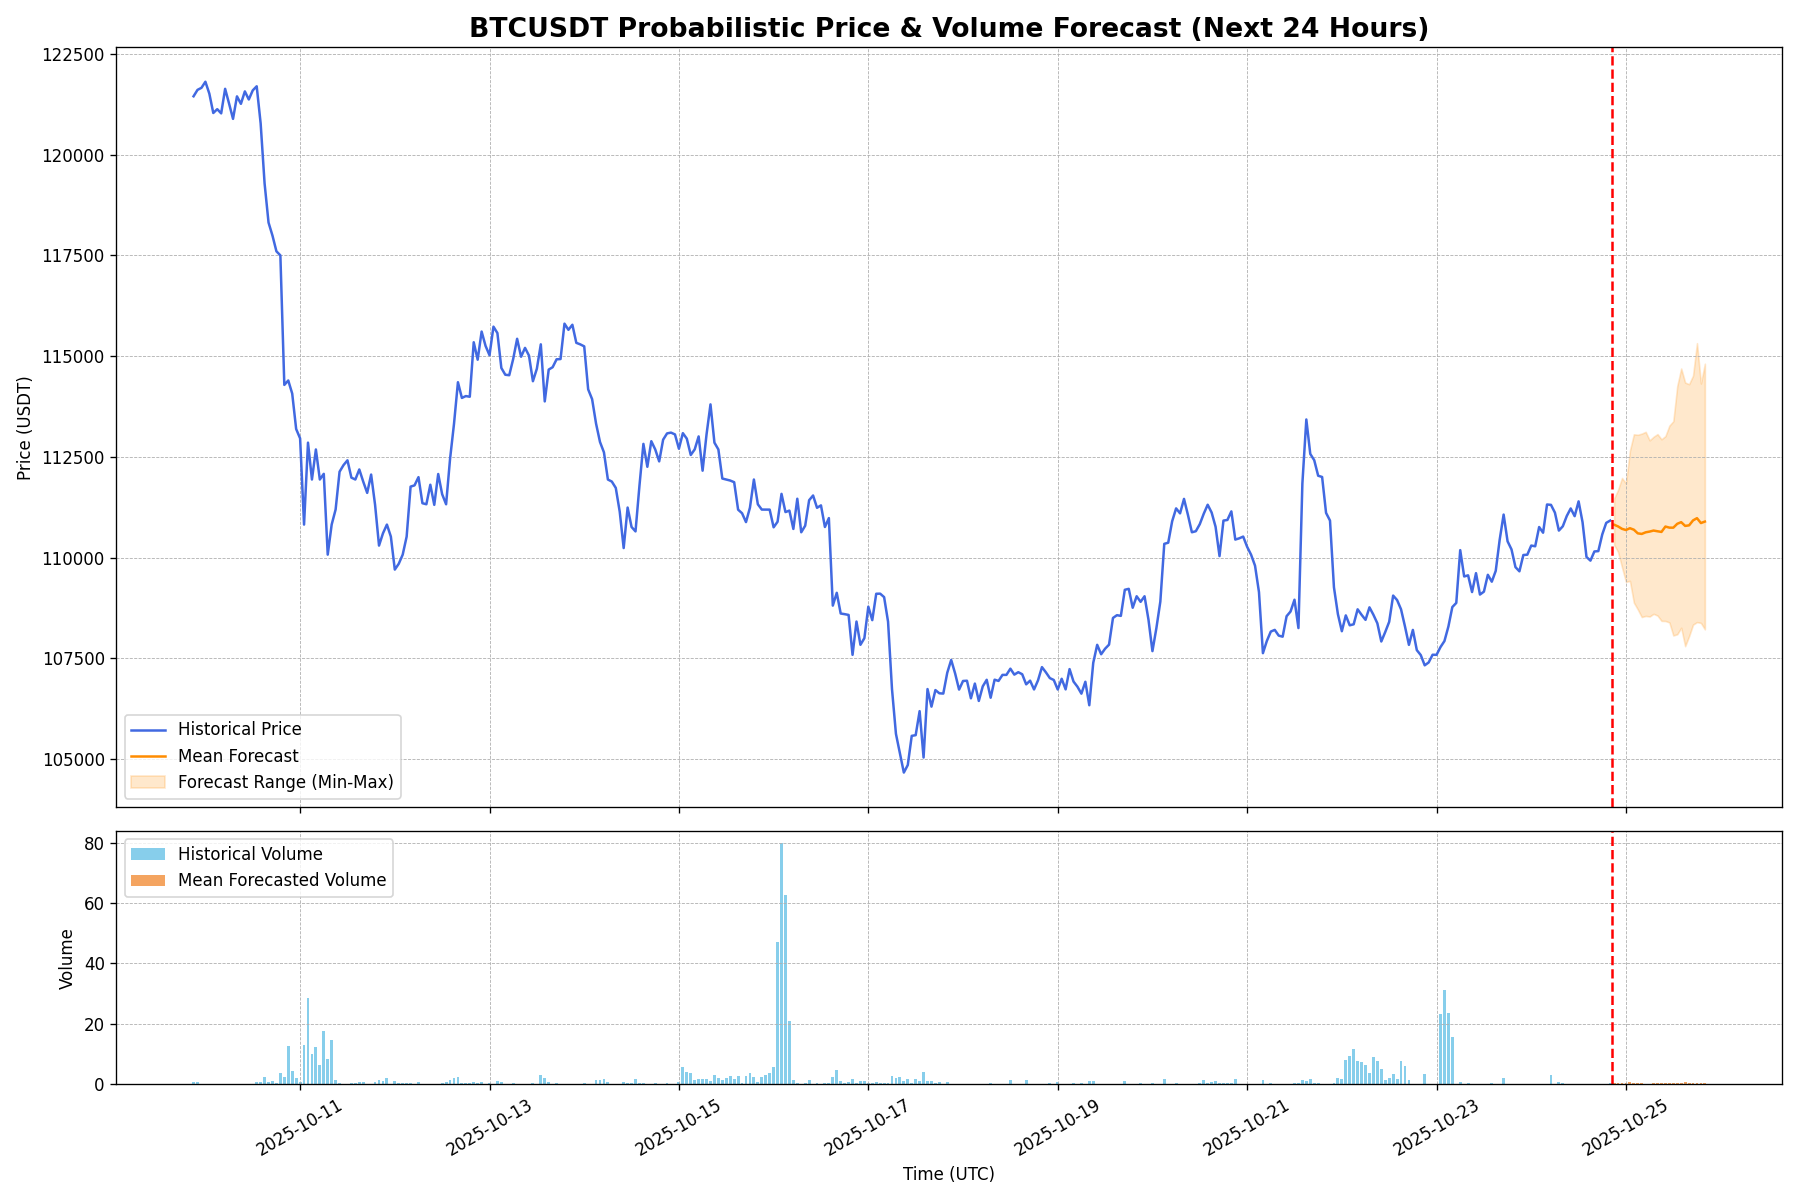 BTCUSDT Probabilistic Price & Volume Forecast (Next 24 Hours)
122500
120000
117500
115000
112500
110000
107500
105000
Price (USDT)
Historical Price
Mean Forecast
Forecast Range (Min-Max)
80
60
40
20
0
Volume
Historical Volume
Mean Forecasted Volume
2025-10-11
2025-10-13
2025-10-15
2025-10-17
2025-10-19
2025-10-21
2025-10-23
2025-10-25
Time (UTC)